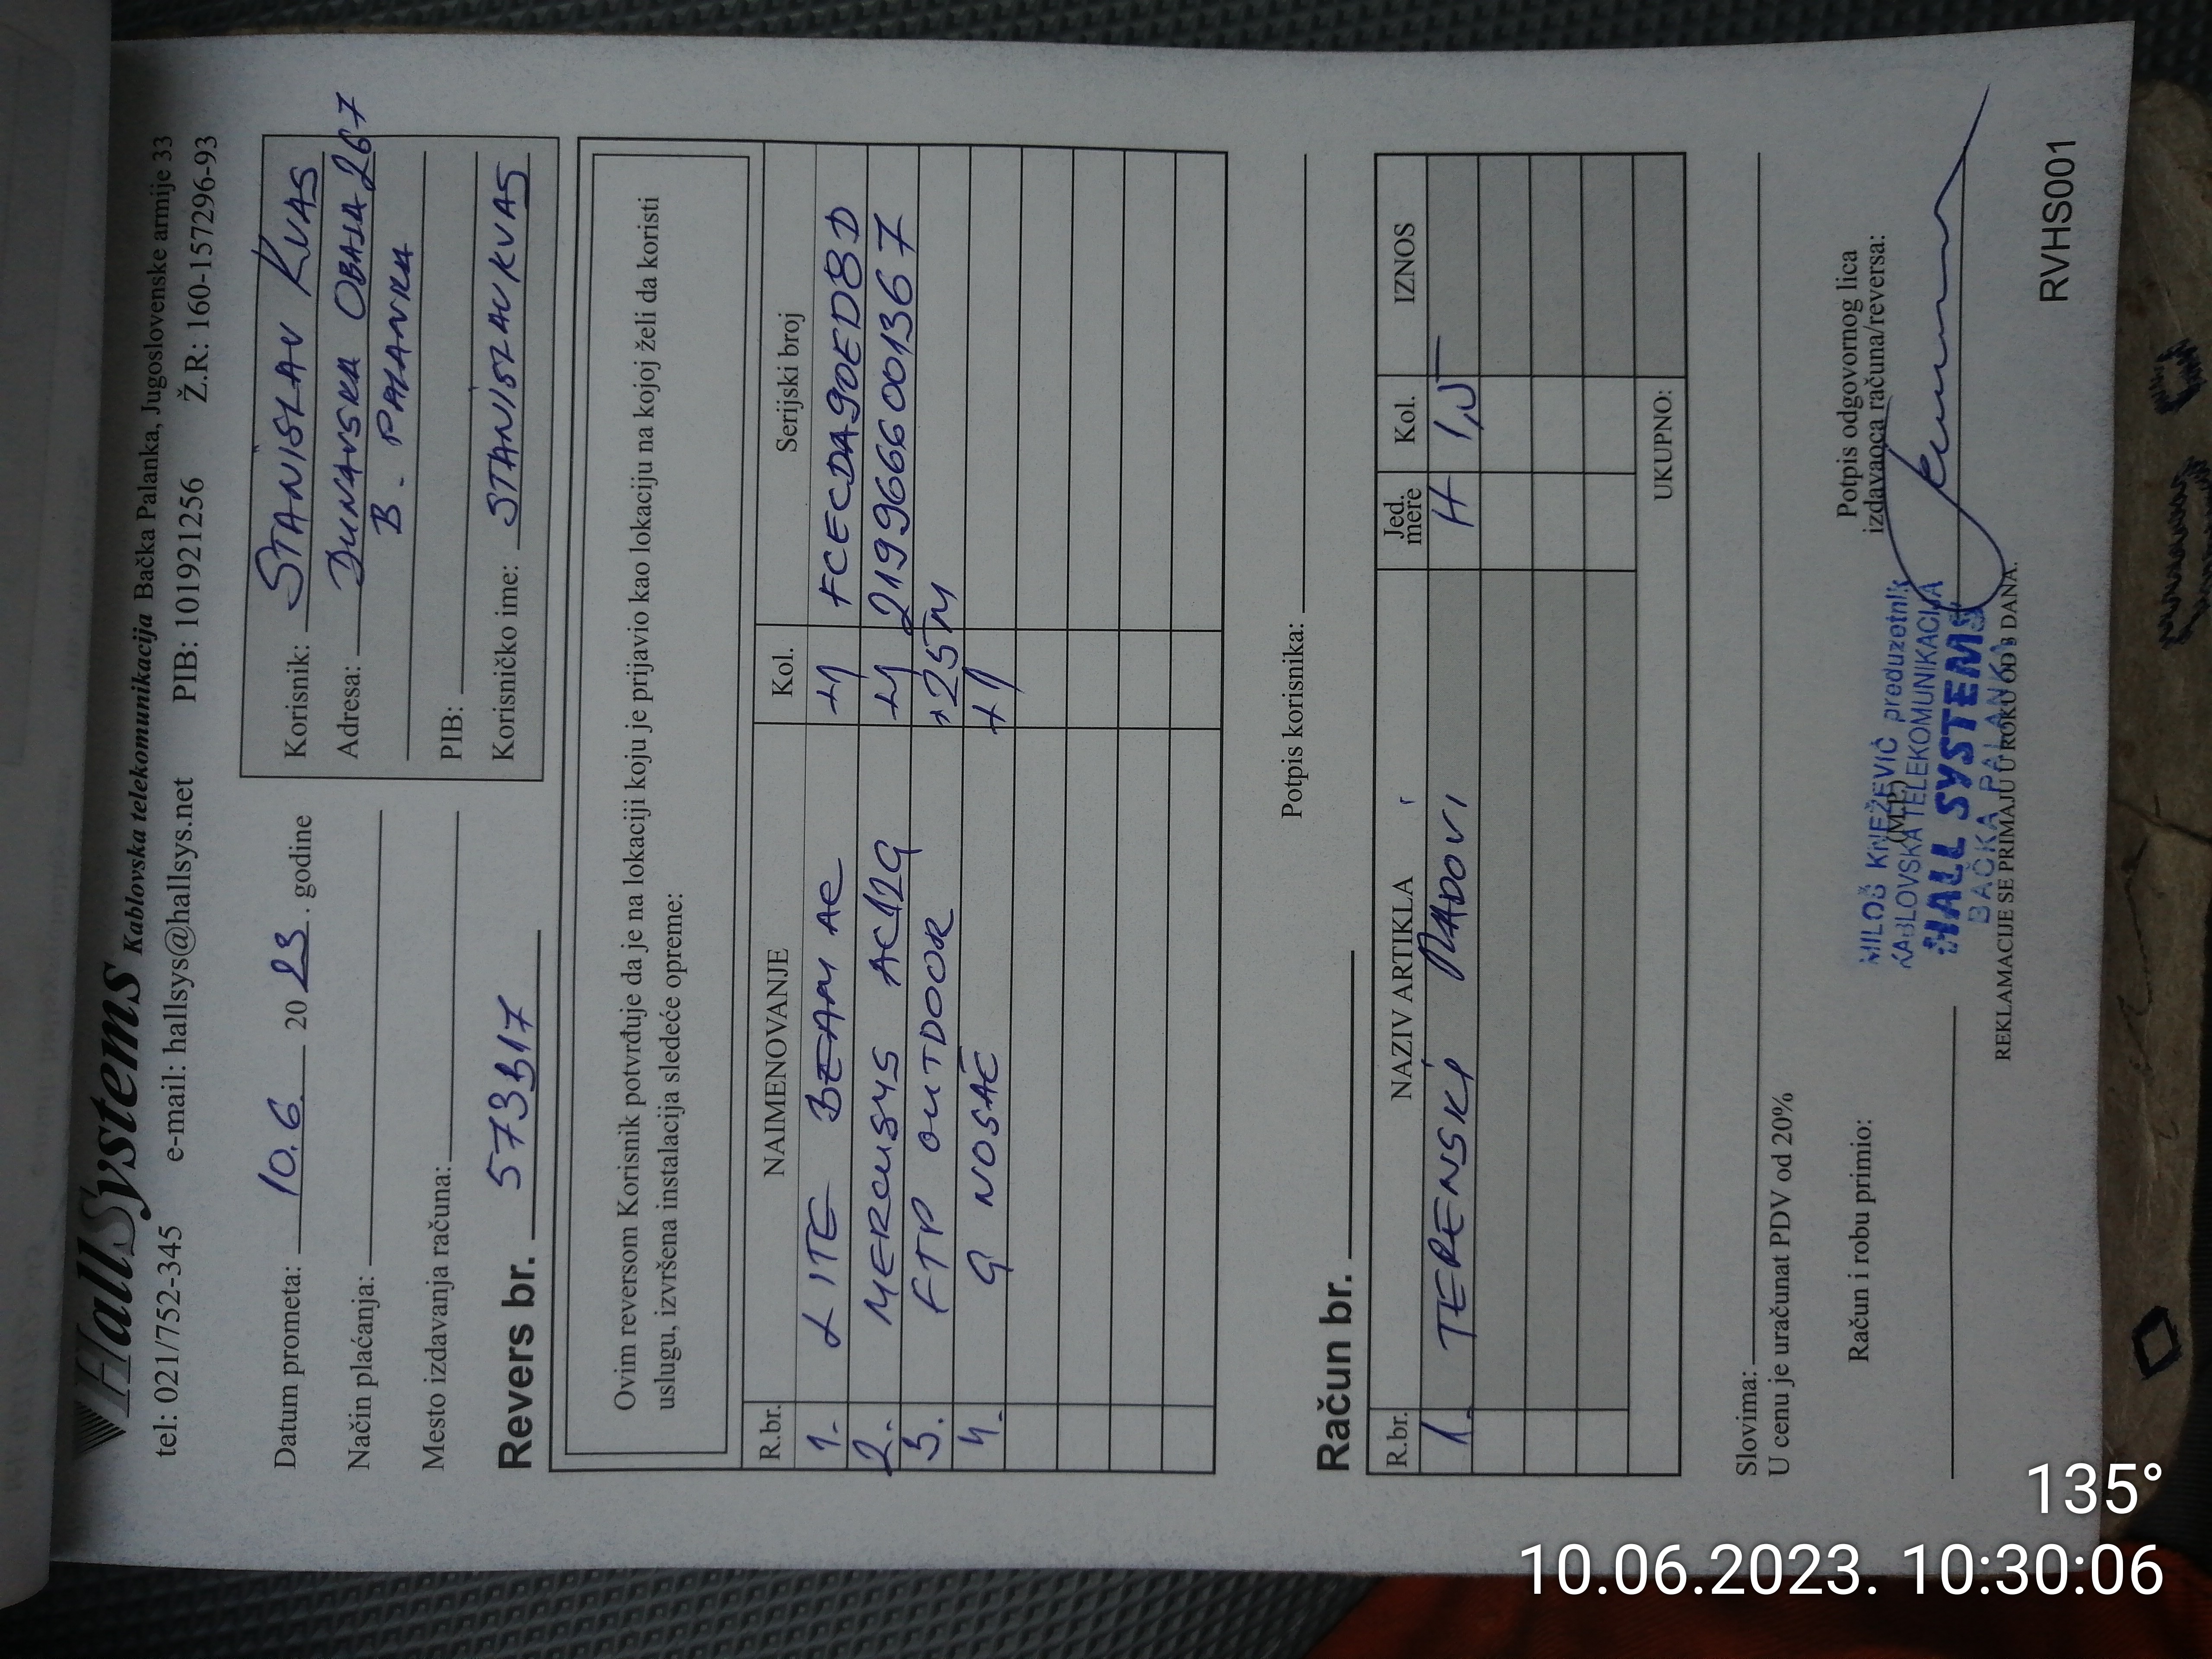 HallSystems Kablovska telekomunikacija Bačka Palanka, Jugoslovenske armije 33
tel: 021/752-345 e-mail: hallsys@hallsys.net PIB: 101921256 Ž.R: 160-157296-93
Datum prometa: 10.6. 2023. godine
Način plaćanja:
Mesto izdavanja računa:
Korisnik: STANISLAV KVAS
Adresa: DUNAVSKA OBALA 267
B. PALANKA
PIB:
Korisničko ime: STANISLAVKVAS
Revers br. 573317
Ovim reversom Korisnik potvrđuje da je na lokaciji koju je prijavio kao lokaciju na kojoj želi da koristi
uslugu, izvršena instalacija sledeće opreme:
R.br. NAIMENOVANJE Kol. Serijski broj
1. LITE BEAM AC +1 FCECDA90EDBD
2. MERCUSYS AC12G +1 2199666001367
3. FTP OUTDOOR +25M
4. G NOSAČ +1
Potpis korisnika:
Račun br.
R.br. NAZIV ARTIKLA Jed. mere Kol. IZNOS
1. TERENSKI RADOVI H
UKUPNO:
Slovima:
U cenu je uračunat PDV od 20%
Račun i robu primio:
(M.P.)
Potpis odgovornog lica
izdavaoca računa/reversa:
MILOŠ KNEŽEVIĆ preduzetnik
KABLOVSKA TELEKOMUNIKACIJA
HALL SYSTEMS
BAČKA PALANKA
REKLAMACIJE SE PRIMAJU U ROKU OD 8 DANA.
RVHS001
135°
10.06.2023. 10:30:06